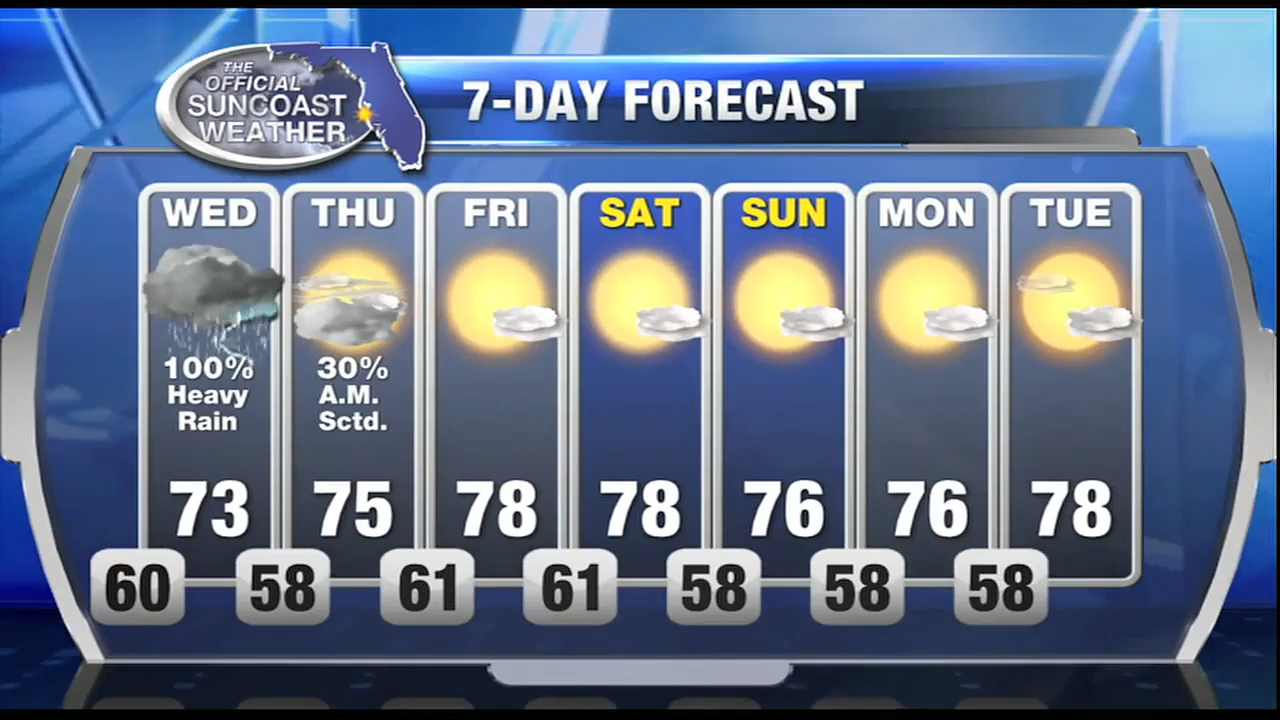 THE
OFFICIAL
SUNCOAST
WEATHER
7-DAY FORECAST
WED
THU
FRI
SAT
SUN
MON
TUE
100%
Heavy
Rain
30%
A.M.
Sctd.
73
75
78
78
76
76
78
60
58
61
61
58
58
58